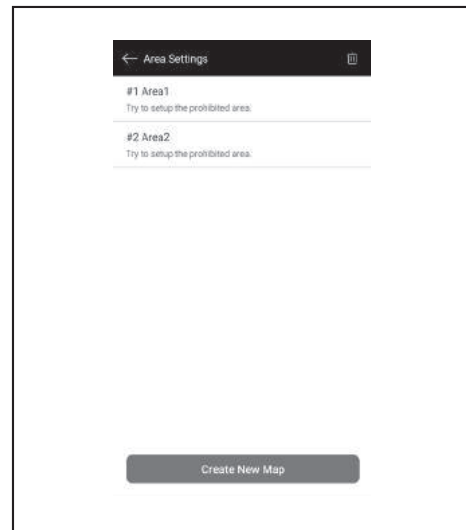 Area Settings
#1 Area1
Try to setup the prohibited area.
#2 Area2
Try to setup the prohibited area.
Create New Map